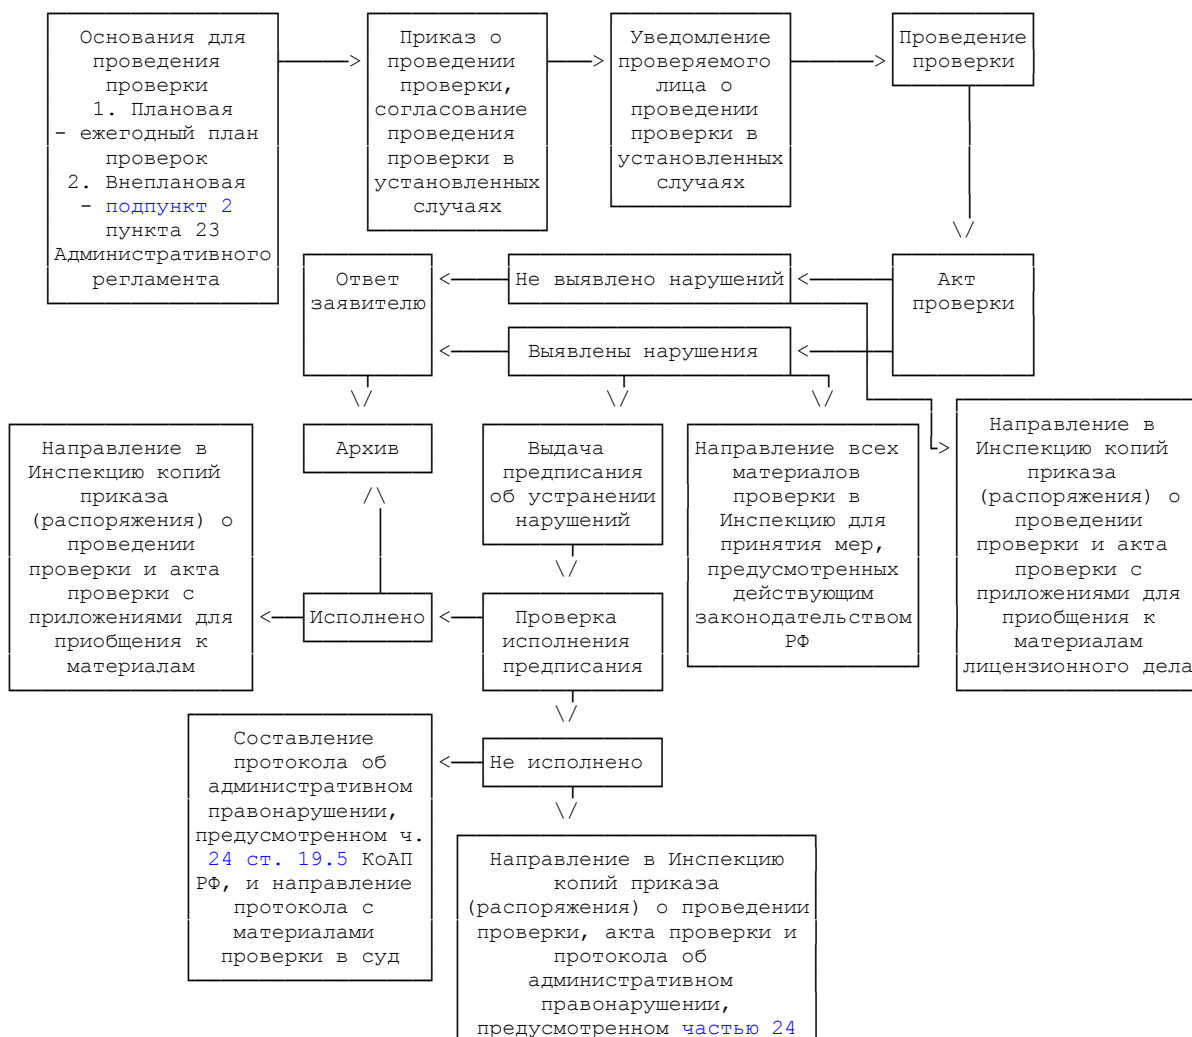 Основания для
проведения
проверки
1. Плановая
- ежегодный план
проверок
2. Внеплановая
- подпункт 2
пункта 23
Административного
регламента
Приказ о
проведении
проверки,
согласование
проведения
проверки в
установленных
случаях
Уведомление
проверяемого
лица о
проведении
проверки в
установленных
случаях
Проведение
проверки
Ответ
заявителю
Не выявлено нарушений
Акт
проверки
Выявлены нарушения
Направление в
Инспекцию копий
приказа
(распоряжения) о
проведении
проверки и акта
проверки с
приложениями для
приобщения к
материалам
Архив
Выдача
предписания
об устранении
нарушений
Направление всех
материалов
проверки в
Инспекцию для
принятия мер,
предусмотренных
действующим
законодательством
РФ
Направление в
Инспекцию копий
приказа
(распоряжения) о
проведении
проверки и акта
проверки с
приложениями для
приобщения к
материалам
лицензионного дела
Исполнено
Проверка
исполнения
предписания
Составление
протокола об
административном
правонарушении,
предусмотренном ч.
24 ст. 19.5 КоАП
РФ, и направление
протокола с
материалами
проверки в суд
Не исполнено
Направление в Инспекцию
копий приказа
(распоряжения) о проведении
проверки, акта проверки и
протокола об
административном
правонарушении,
предусмотренном частью 24